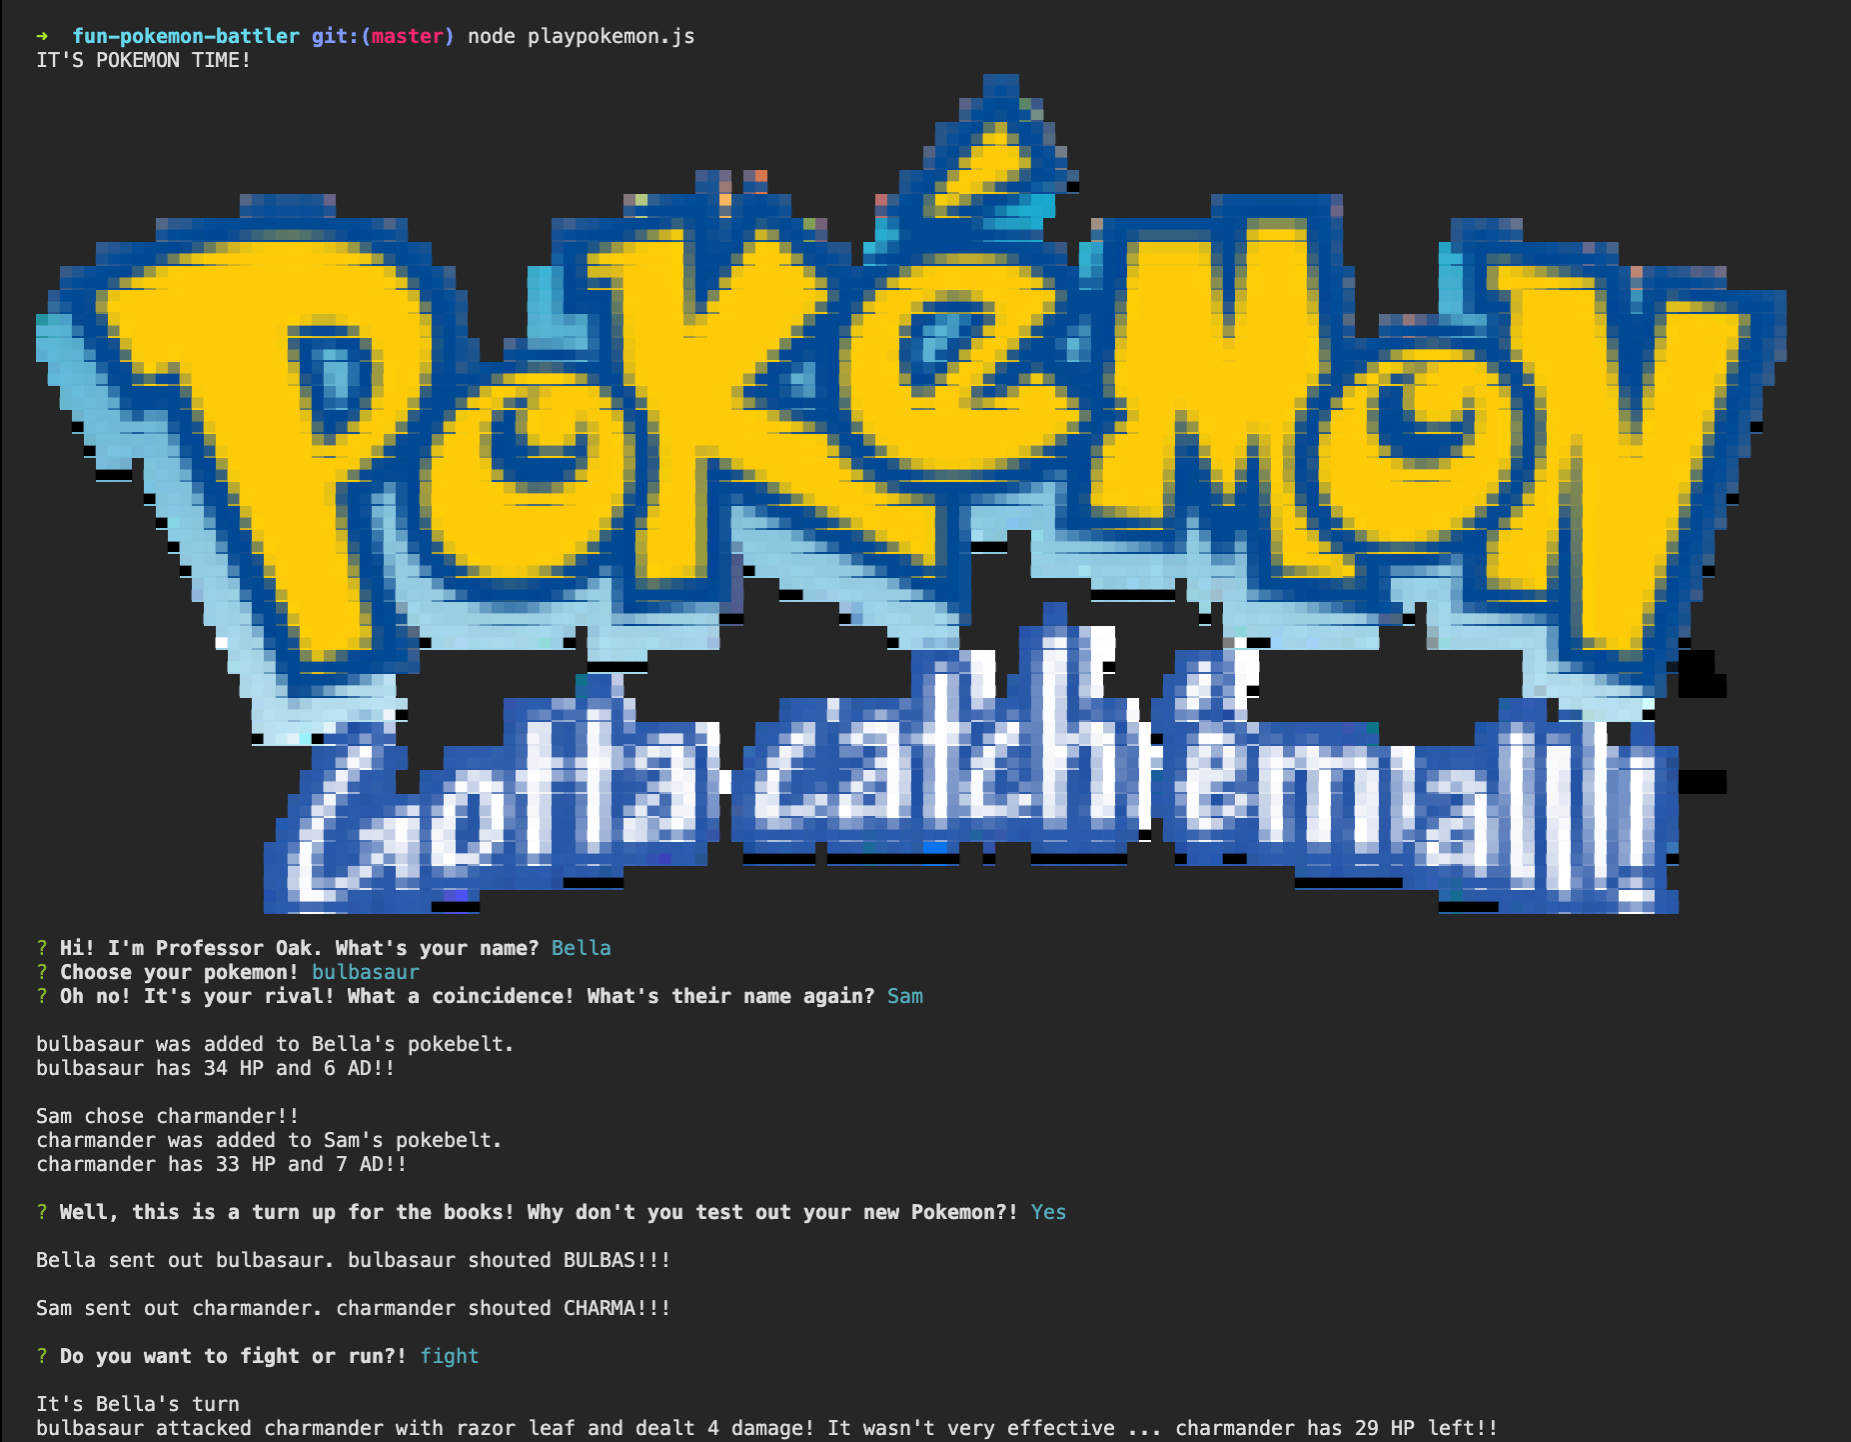 ➜ fun-pokemon-battler git:(master) node playpokemon.js
IT'S POKEMON TIME!
POKéMON
Gotta catch 'em all!
? Hi! I'm Professor Oak. What's your name? Bella
? Choose your pokemon! bulbasaur
? Oh no! It's your rival! What a coincidence! What's their name again? Sam
bulbasaur was added to Bella's pokebelt.
bulbasaur has 34 HP and 6 AD!!
Sam chose charmander!!
charmander was added to Sam's pokebelt.
charmander has 33 HP and 7 AD!!
? Well, this is a turn up for the books! Why don't you test out your new Pokemon?! Yes
Bella sent out bulbasaur. bulbasaur shouted BULBAS!!!
Sam sent out charmander. charmander shouted CHARMA!!!
? Do you want to fight or run?! fight
It's Bella's turn
bulbasaur attacked charmander with razor leaf and dealt 4 damage! It wasn't very effective ... charmander has 29 HP left!!